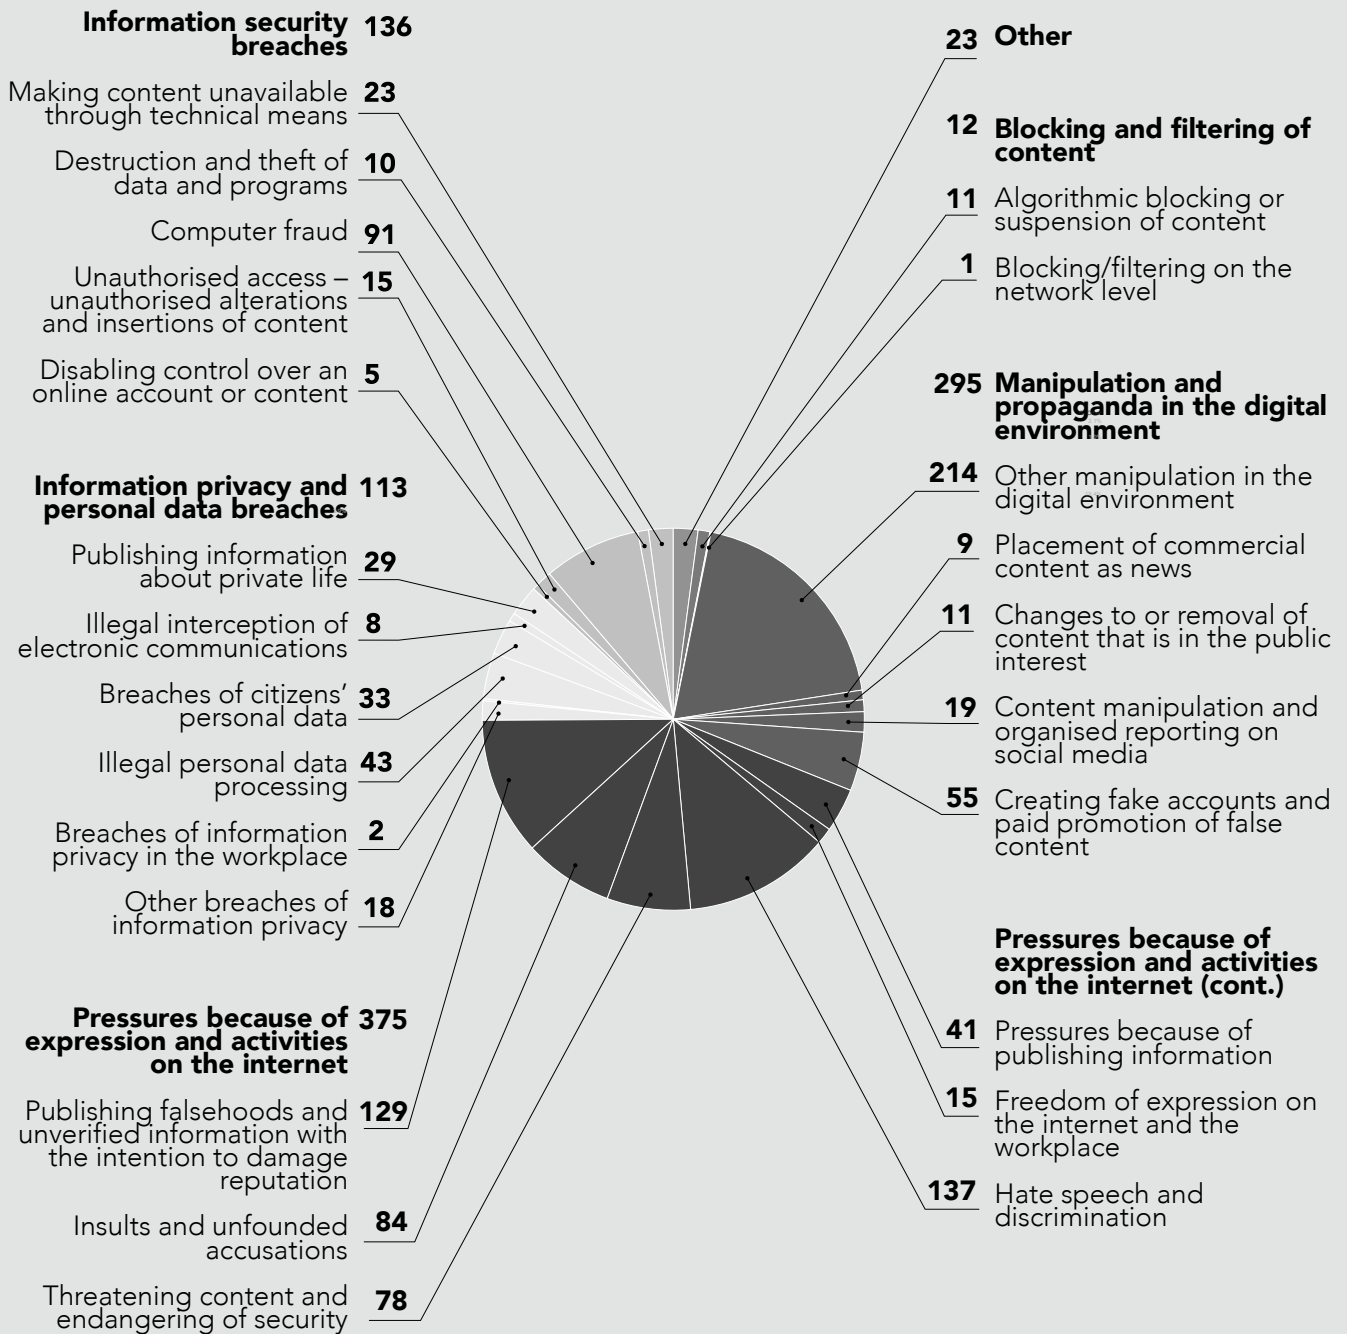 Information security 136
breaches
Making content unavailable 23
through technical means
Destruction and theft of 10
data and programs
Computer fraud 91
Unauthorised access – 15
unauthorised alterations
and insertions of content
Disabling control over an 5
online account or content
Information privacy and 113
personal data breaches
Publishing information 29
about private life
Illegal interception of 8
electronic communications
Breaches of citizens’ 33
personal data
Illegal personal data 43
processing
Breaches of information 2
privacy in the workplace
Other breaches of 18
information privacy
Pressures because of 375
expression and activities
on the internet
Publishing falsehoods and 129
unverified information with
the intention to damage
reputation
Insults and unfounded 84
accusations
Threatening content and 78
endangering of security
23 Other
12 Blocking and filtering of
content
11 Algorithmic blocking or
suspension of content
1 Blocking/filtering on the
network level
295 Manipulation and
propaganda in the digital
environment
214 Other manipulation in the
digital environment
9 Placement of commercial
content as news
11 Changes to or removal of
content that is in the public
interest
19 Content manipulation and
organised reporting on
social media
55 Creating fake accounts and
paid promotion of false
content
Pressures because of
expression and activities
on the internet (cont.)
41 Pressures because of
publishing information
15 Freedom of expression on
the internet and the
workplace
137 Hate speech and
discrimination